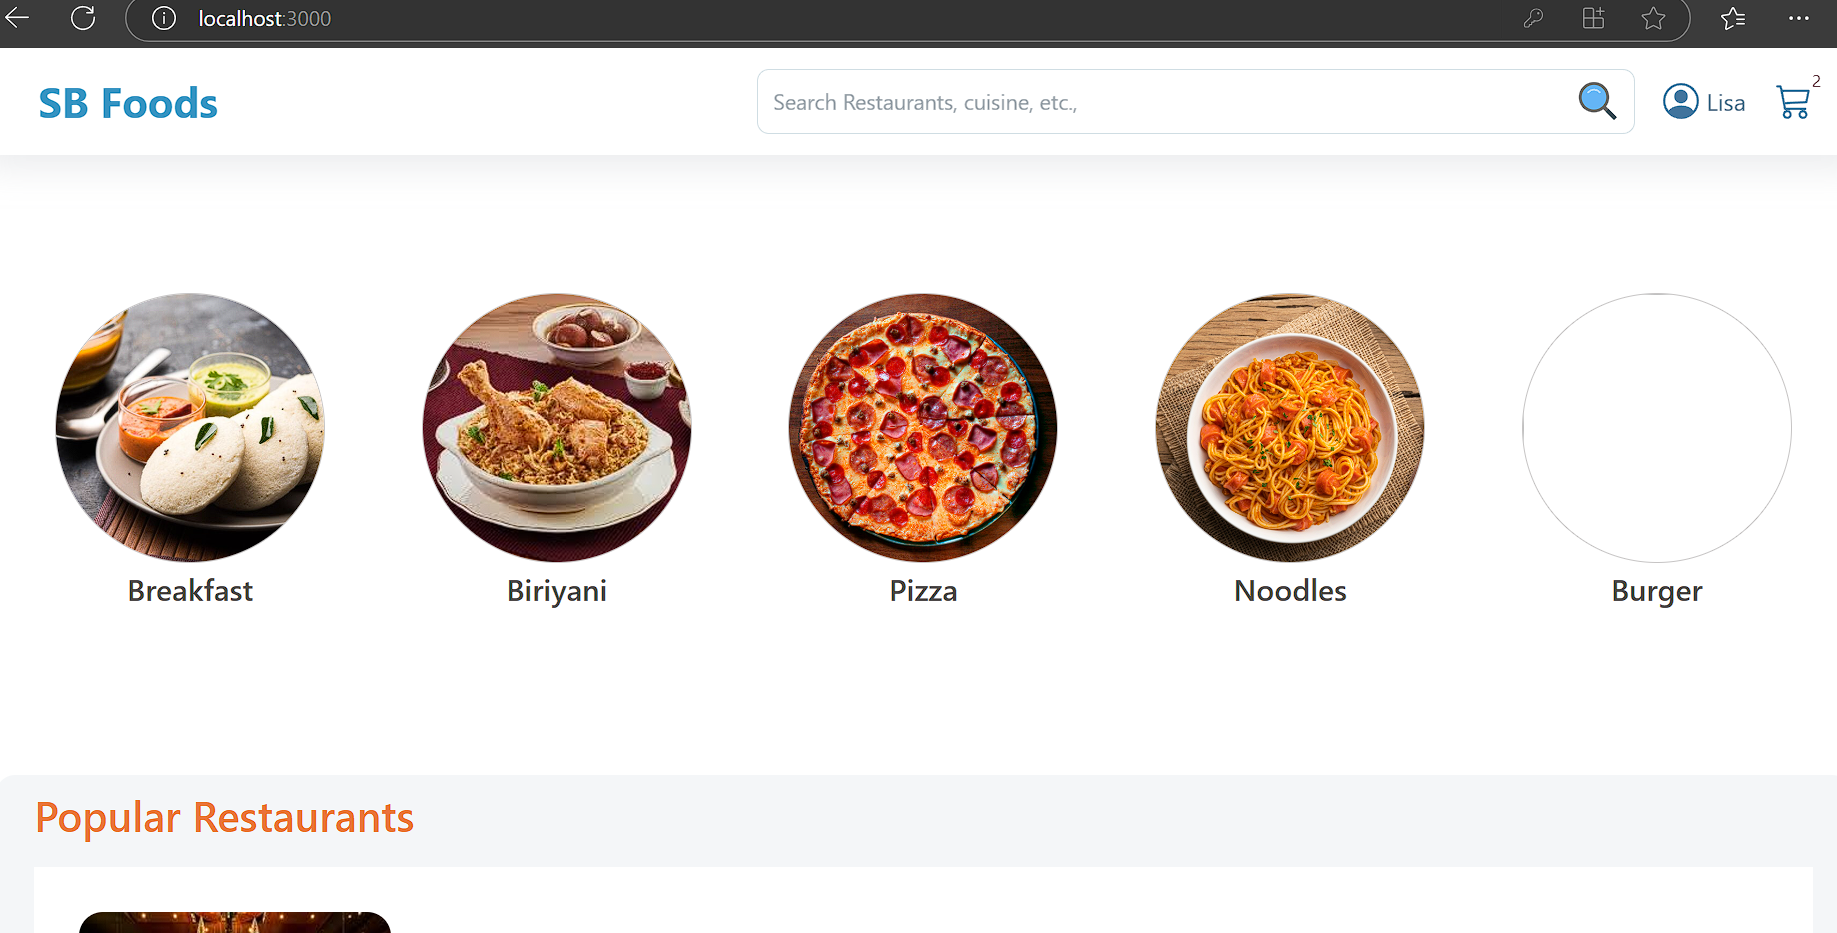 localhost:3000
SB Foods
Search Restaurants, cuisine, etc.,
Lisa
2
Breakfast
Biriyani
Pizza
Noodles
Burger
Popular Restaurants